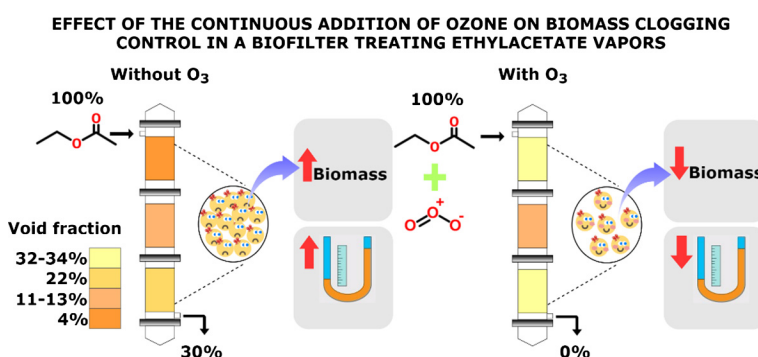 EFFECT OF THE CONTINUOUS ADDITION OF OZONE ON BIOMASS CLOGGING
CONTROL IN A BIOFILTER TREATING ETHYLACETATE VAPORS
Without O3
100%
O
O
Biomass
Void fraction
32-34%
22%
11-13%
4%
30%
With O3
100%
O
O
+
O
O+
O-
Biomass
0%